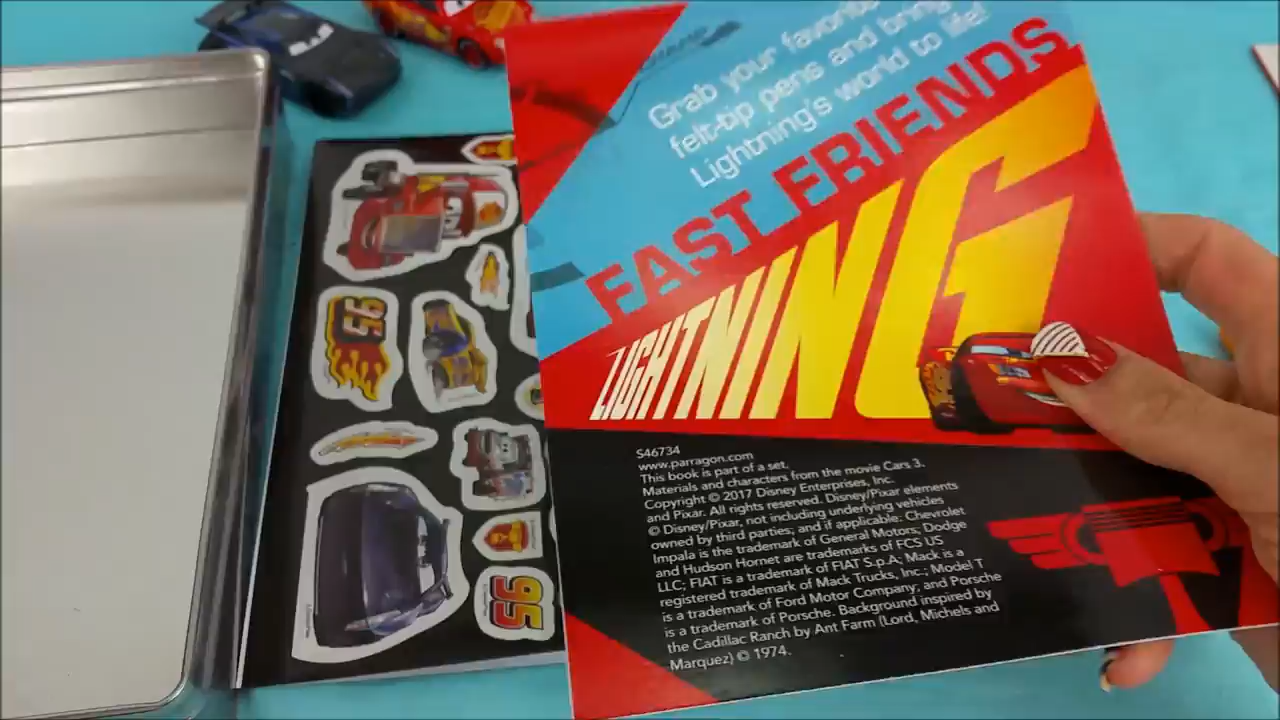 Grab your favorite
felt-tip pens and bring
Lightning's world to life!
FAST FRIENDS
LIGHTNING
S46734
www.parragon.com
This book is part of a set.
Materials and characters from the movie Cars 3.
Copyright © 2017 Disney Enterprises, Inc.
and Pixar. All rights reserved. Disney/Pixar elements
© Disney/Pixar, not including underlying vehicles
owned by third parties; and if applicable: Chevrolet
Impala is the trademark of General Motors; Dodge
and Hudson Hornet are trademarks of FCS US
LLC; FIAT is a trademark of FIAT S.p.A; Mack is a
registered trademark of Mack Trucks, Inc.; Model T
is a trademark of Ford Motor Company; and Porsche
is a trademark of Porsche. Background inspired by
the Cadillac Ranch by Ant Farm (Lord, Michels and
Marquez) © 1974.
95
95